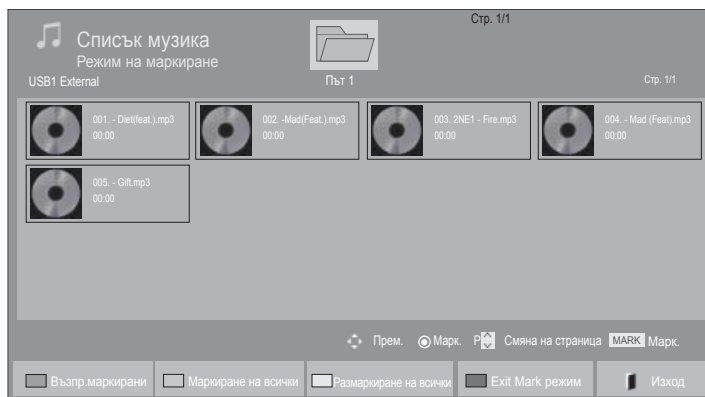 Стр. 1/1
Списък музика
Режим на маркиране
USB1 External
Път 1
Стр. 1/1
001. - Diet(feat.).mp3
00:00
002. -Mad(Feat.).mp3
00:00
003. 2NE1 - Fire.mp3
00:00
004. - Mad (Feat).mp3
00:00
005. - Gift.mp3
00:00
Прем. Марк. P Смяна на страница MARK Марк.
Възпр.маркирани Маркиране на всички Размаркиране на всички Exit Mark режим Изход